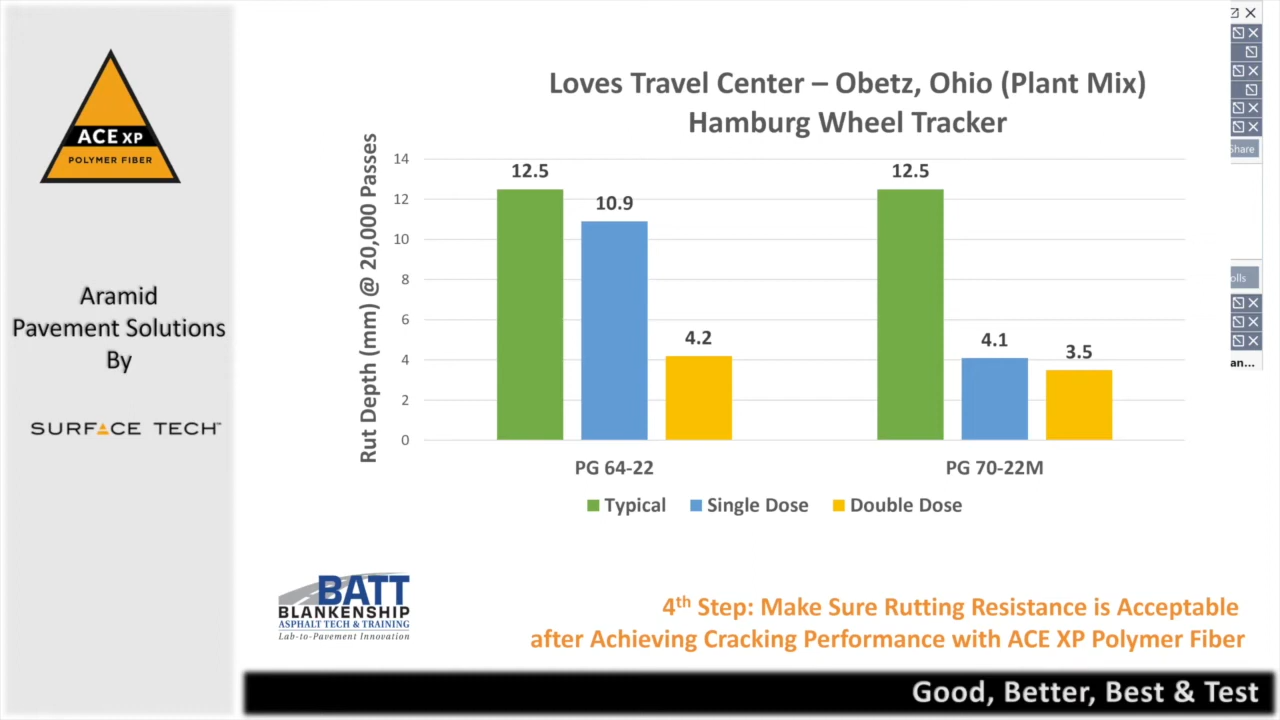 ACE XP
POLYMER FIBER
Aramid
Pavement Solutions
By
SURFACE TECH
Loves Travel Center – Obetz, Ohio (Plant Mix)
Hamburg Wheel Tracker
Rut Depth (mm) @ 20,000 Passes
14
12
10
8
6
4
2
0
12.5
10.9
4.2
12.5
4.1
3.5
PG 64-22
PG 70-22M
Typical
Single Dose
Double Dose
BATT
BLANKENSHIP
ASPHALT TECH & TRAINING
Lab-to-Pavement Innovation
4th Step: Make Sure Rutting Resistance is Acceptable
after Achieving Cracking Performance with ACE XP Polymer Fiber
Good, Better, Best & Test
Share
olls
an...